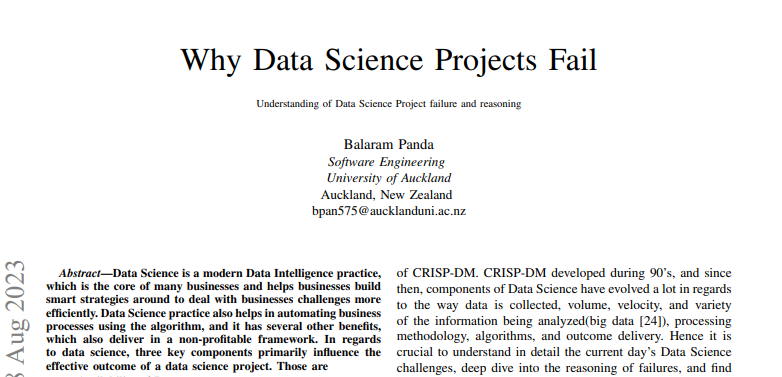 Why Data Science Projects Fail
Understanding of Data Science Project failure and reasoning
Balaram Panda
Software Engineering
University of Auckland
Auckland, New Zealand
bpan575@aucklanduni.ac.nz
Aug 2023
Abstract—Data Science is a modern Data Intelligence practice,
which is the core of many businesses and helps businesses build
smart strategies around to deal with businesses challenges more
efficiently. Data Science practice also helps in automating business
processes using the algorithm, and it has several other benefits,
which also deliver in a non-profitable framework. In regards
to data science, three key components primarily influence the
effective outcome of a data science project. Those are
of CRISP-DM. CRISP-DM developed during 90's, and since
then, components of Data Science have evolved a lot in regards
to the way data is collected, volume, velocity, and variety
of the information being analyzed(big data [24]), processing
methodology, algorithms, and outcome delivery. Hence it is
crucial to understand in detail the current day's Data Science
challenges, deep dive into the reasoning of failures, and find